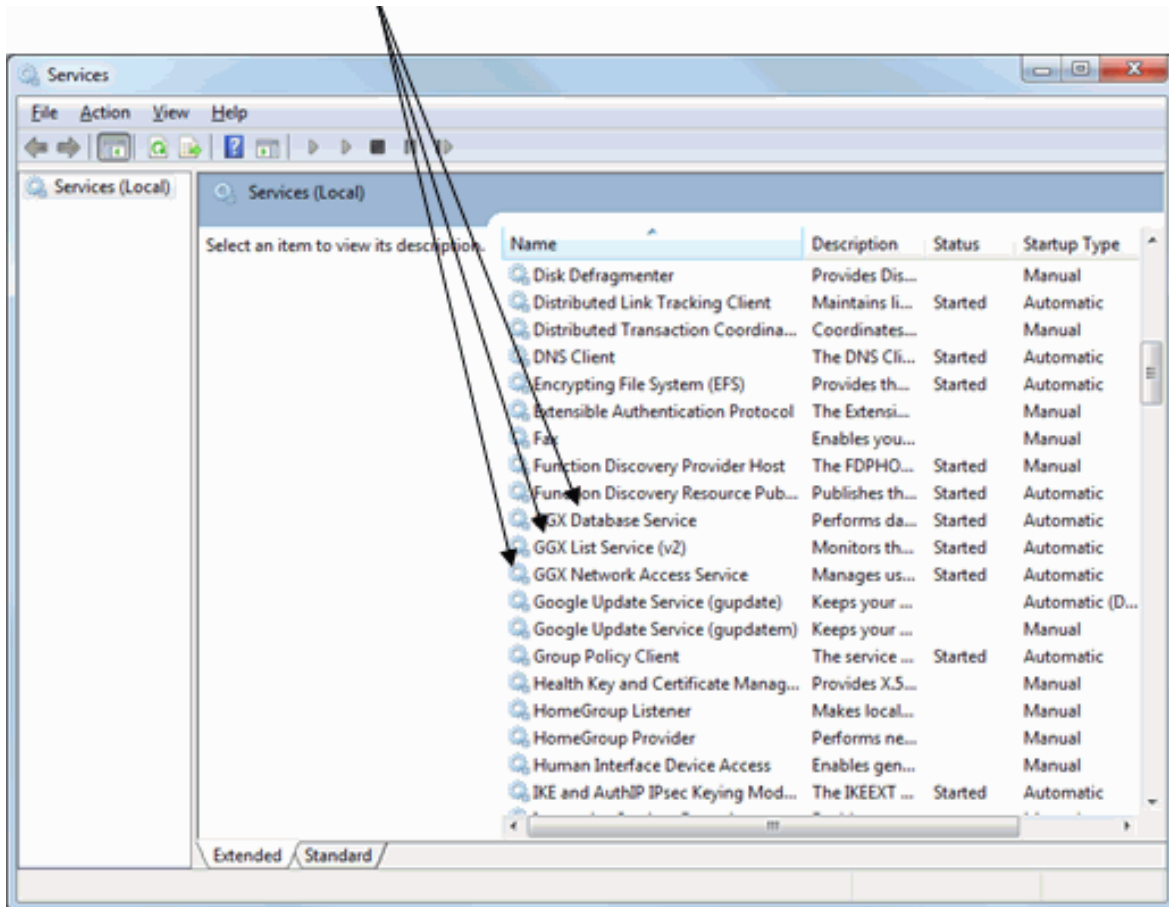 Services
File Action View Help
Services (Local)
Services (Local)
Select an item to view its description.
Name Description Status Startup Type
Disk Defragmenter Provides Dis... Manual
Distributed Link Tracking Client Maintains li... Started Automatic
Distributed Transaction Coordina... Coordinates... Manual
DNS Client The DNS Cli... Started Automatic
Encrypting File System (EFS) Provides th... Started Automatic
Extensible Authentication Protocol The Extensi... Manual
Fax Enables you... Manual
Function Discovery Provider Host The FDPHO... Started Manual
Function Discovery Resource Pub... Publishes th... Started Automatic
GGX Database Service Performs da... Started Automatic
GGX List Service (v2) Monitors th... Started Automatic
GGX Network Access Service Manages us... Started Automatic
Google Update Service (gupdate) Keeps your ... Automatic (D...
Google Update Service (gupdatem) Keeps your ... Manual
Group Policy Client The service ... Started Automatic
Health Key and Certificate Manag... Provides X.5... Manual
HomeGroup Listener Makes local... Manual
HomeGroup Provider Performs ne... Manual
Human Interface Device Access Enables gen... Manual
IKE and AuthIP IPsec Keying Mod... The IKEEXT ... Started Automatic
Extended Standard